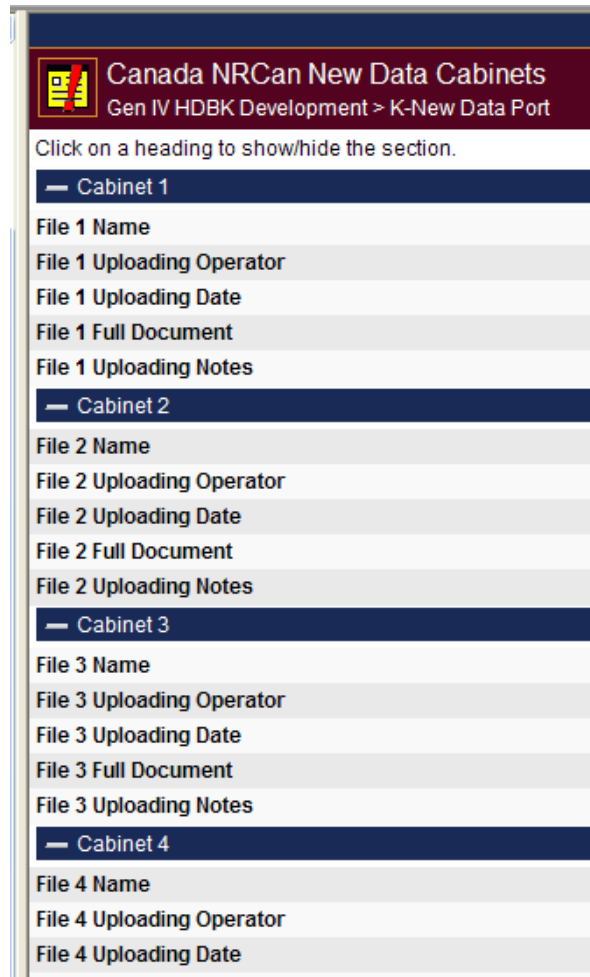 Canada NRCan New Data Cabinets
Gen IV HDBK Development > K-New Data Port
Click on a heading to show/hide the section.
— Cabinet 1
File 1 Name
File 1 Uploading Operator
File 1 Uploading Date
File 1 Full Document
File 1 Uploading Notes
— Cabinet 2
File 2 Name
File 2 Uploading Operator
File 2 Uploading Date
File 2 Full Document
File 2 Uploading Notes
— Cabinet 3
File 3 Name
File 3 Uploading Operator
File 3 Uploading Date
File 3 Full Document
File 3 Uploading Notes
— Cabinet 4
File 4 Name
File 4 Uploading Operator
File 4 Uploading Date